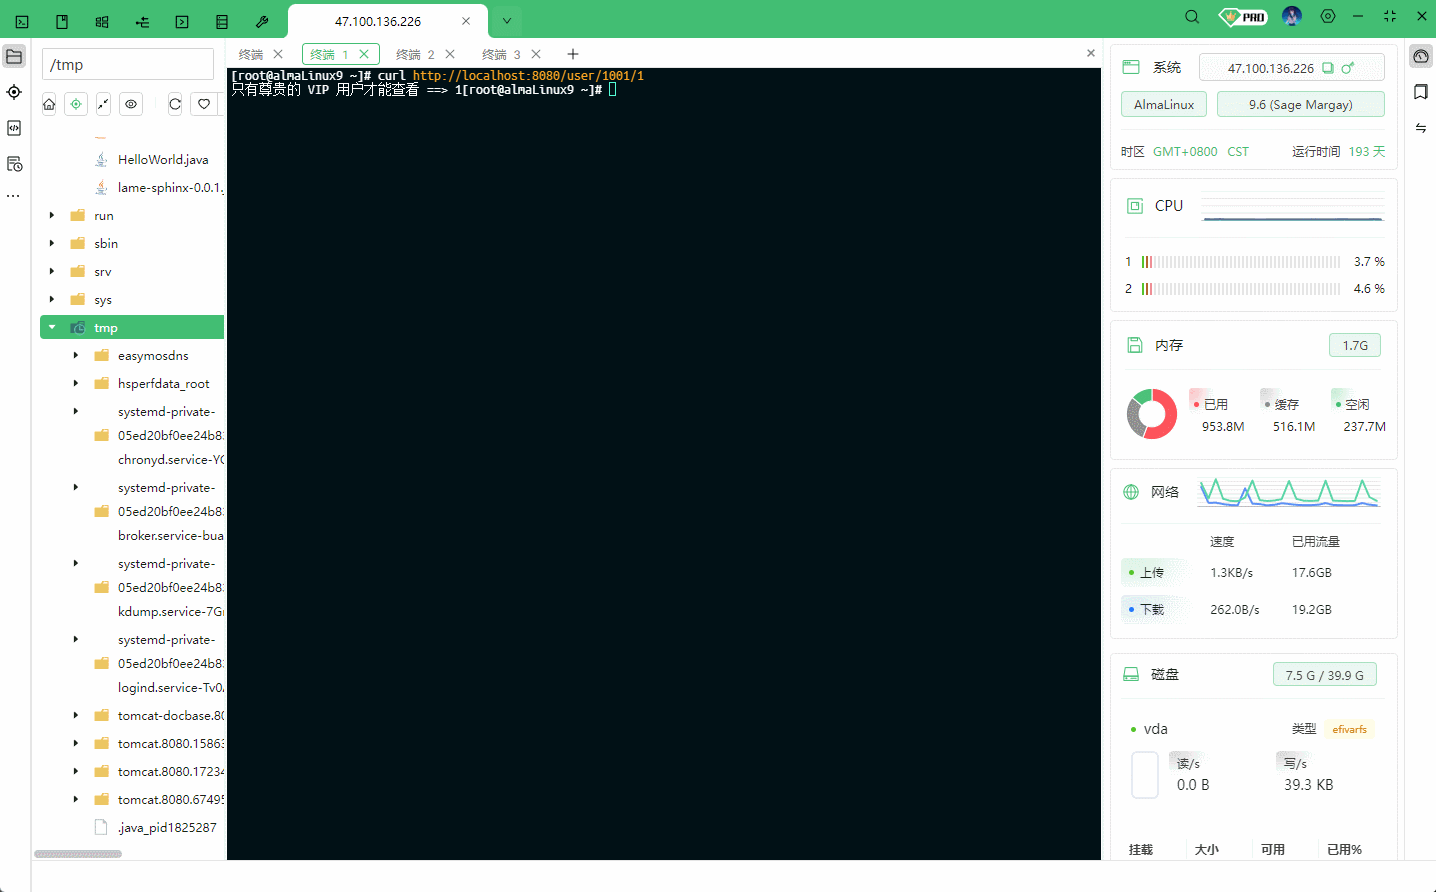 47.100.136.226
PRO
/tmp
HelloWorld.java
lame-sphinx-0.0.1.
run
sbin
srv
sys
tmp
easymosdns
hsperfdata_root
systemd-private-
05ed20bf0ee24b8
chronyd.service-Y
systemd-private-
05ed20bf0ee24b8
broker.service-bua
systemd-private-
05ed20bf0ee24b8
kdump.service-7G
systemd-private-
05ed20bf0ee24b8
logind.service-Tv0
tomcat-docbase.80
tomcat.8080.1586
tomcat.8080.1723
tomcat.8080.6749
.java_pid1825287
终端
终端 1
终端 2
终端 3
[root@almaLinux9 ~]# curl http://localhost:8080/user/1001/1
只有尊贵的 VIP 用户才能查看 ==> 1[root@almaLinux9 ~]#
系统 47.100.136.226
AlmaLinux 9.6 (Sage Margay)
时区 GMT+0800 CST 运行时间 193 天
CPU
1 3.7 %
2 4.6 %
内存 1.7G
已用 缓存 空闲
953.8M 516.1M 237.7M
网络
速度 已用流量
上传 1.3KB/s 17.6GB
下载 262.0B/s 19.2GB
磁盘 7.5 G / 39.9 G
vda 类型 efivarfs
读/s 写/s
0.0 B 39.3 KB
挂载 大小 可用 已用%